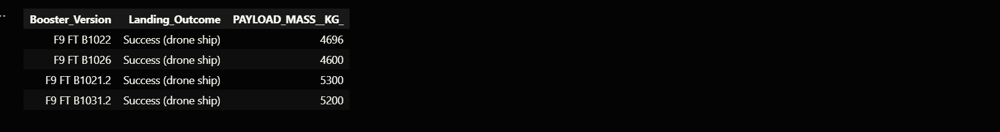 Booster_Version Landing_Outcome PAYLOAD_MASS__KG_
F9 FT B1022 Success (drone ship) 4696
F9 FT B1026 Success (drone ship) 4600
F9 FT B1021.2 Success (drone ship) 5300
F9 FT B1031.2 Success (drone ship) 5200